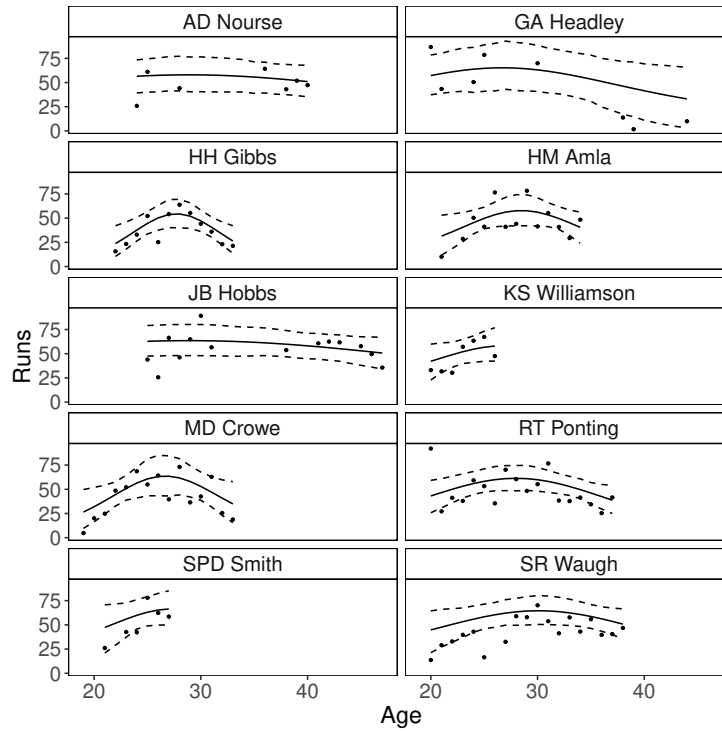 AD Nourse
GA Headley
75
50
25
0
HH Gibbs
HM Amla
75
50
25
0
JB Hobbs
KS Williamson
75
50
25
0
MD Crowe
RT Ponting
75
50
25
0
SPD Smith
SR Waugh
75
50
25
0
Runs
20 30 40 20 30 40
Age